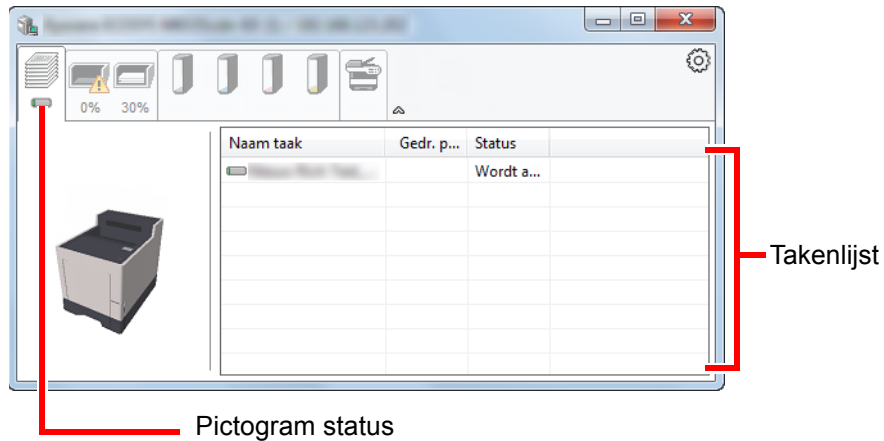 0% 30%
Naam taak Gedr. p... Status
Wordt a...
Takenlijst
Pictogram status